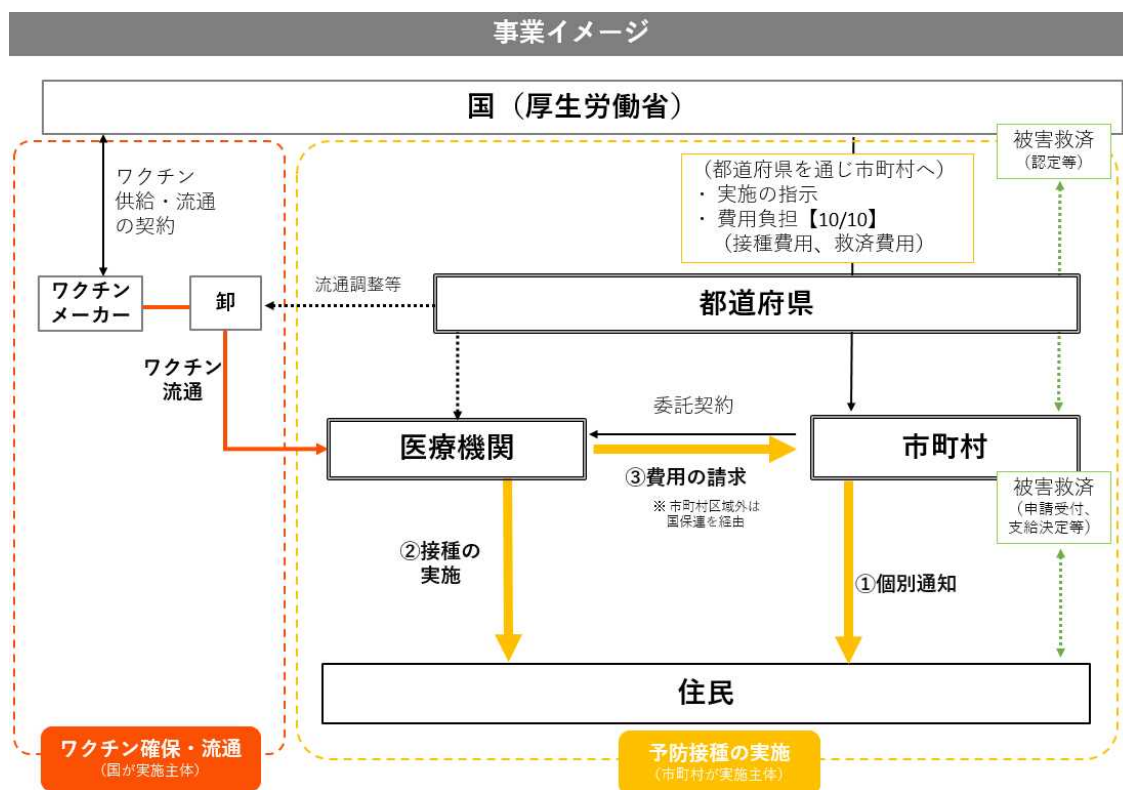 事業イメージ
国（厚生労働省）
被害救済
（認定等）
（都道府県を通じ市町村へ）
・ 実施の指示
・ 費用負担【10/10】
（接種費用、救済費用）
ワクチン
供給・流通
の契約
ワクチン
メーカー
卸
流通調整等
都道府県
ワクチン
流通
委託契約
医療機関
市町村
③費用の請求
※ 市町村区域外は
国保連を経由
被害救済
（申請受付、
支給決定等）
②接種の
実施
①個別通知
住民
ワクチン確保・流通
（国が実施主体）
予防接種の実施
（市町村が実施主体）